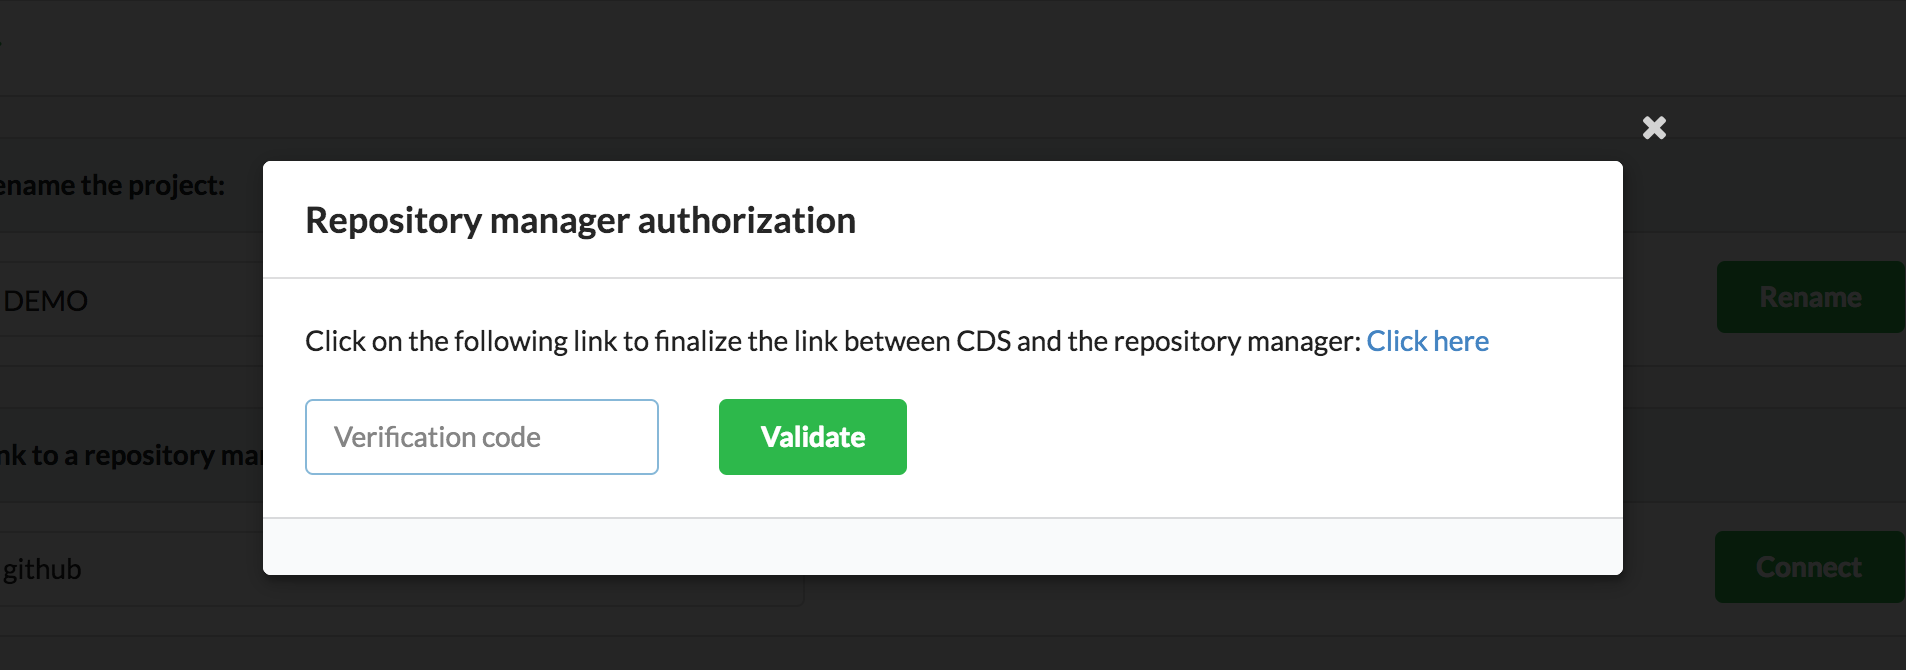 ename the project:
Repository manager authorization
DEMO
Rename
Click on the following link to finalize the link between CDS and the repository manager: Click here
Verification code
Validate
nk to a repository ma
github
Connect